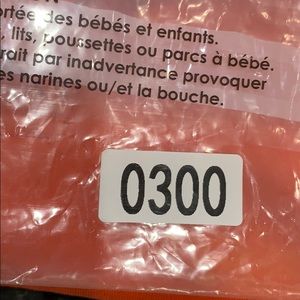 ortée des bébés et enfants.
lits, poussettes ou parcs à bébé.
rait par inadvertance provoquer
es narines ou/et la bouche.
0300